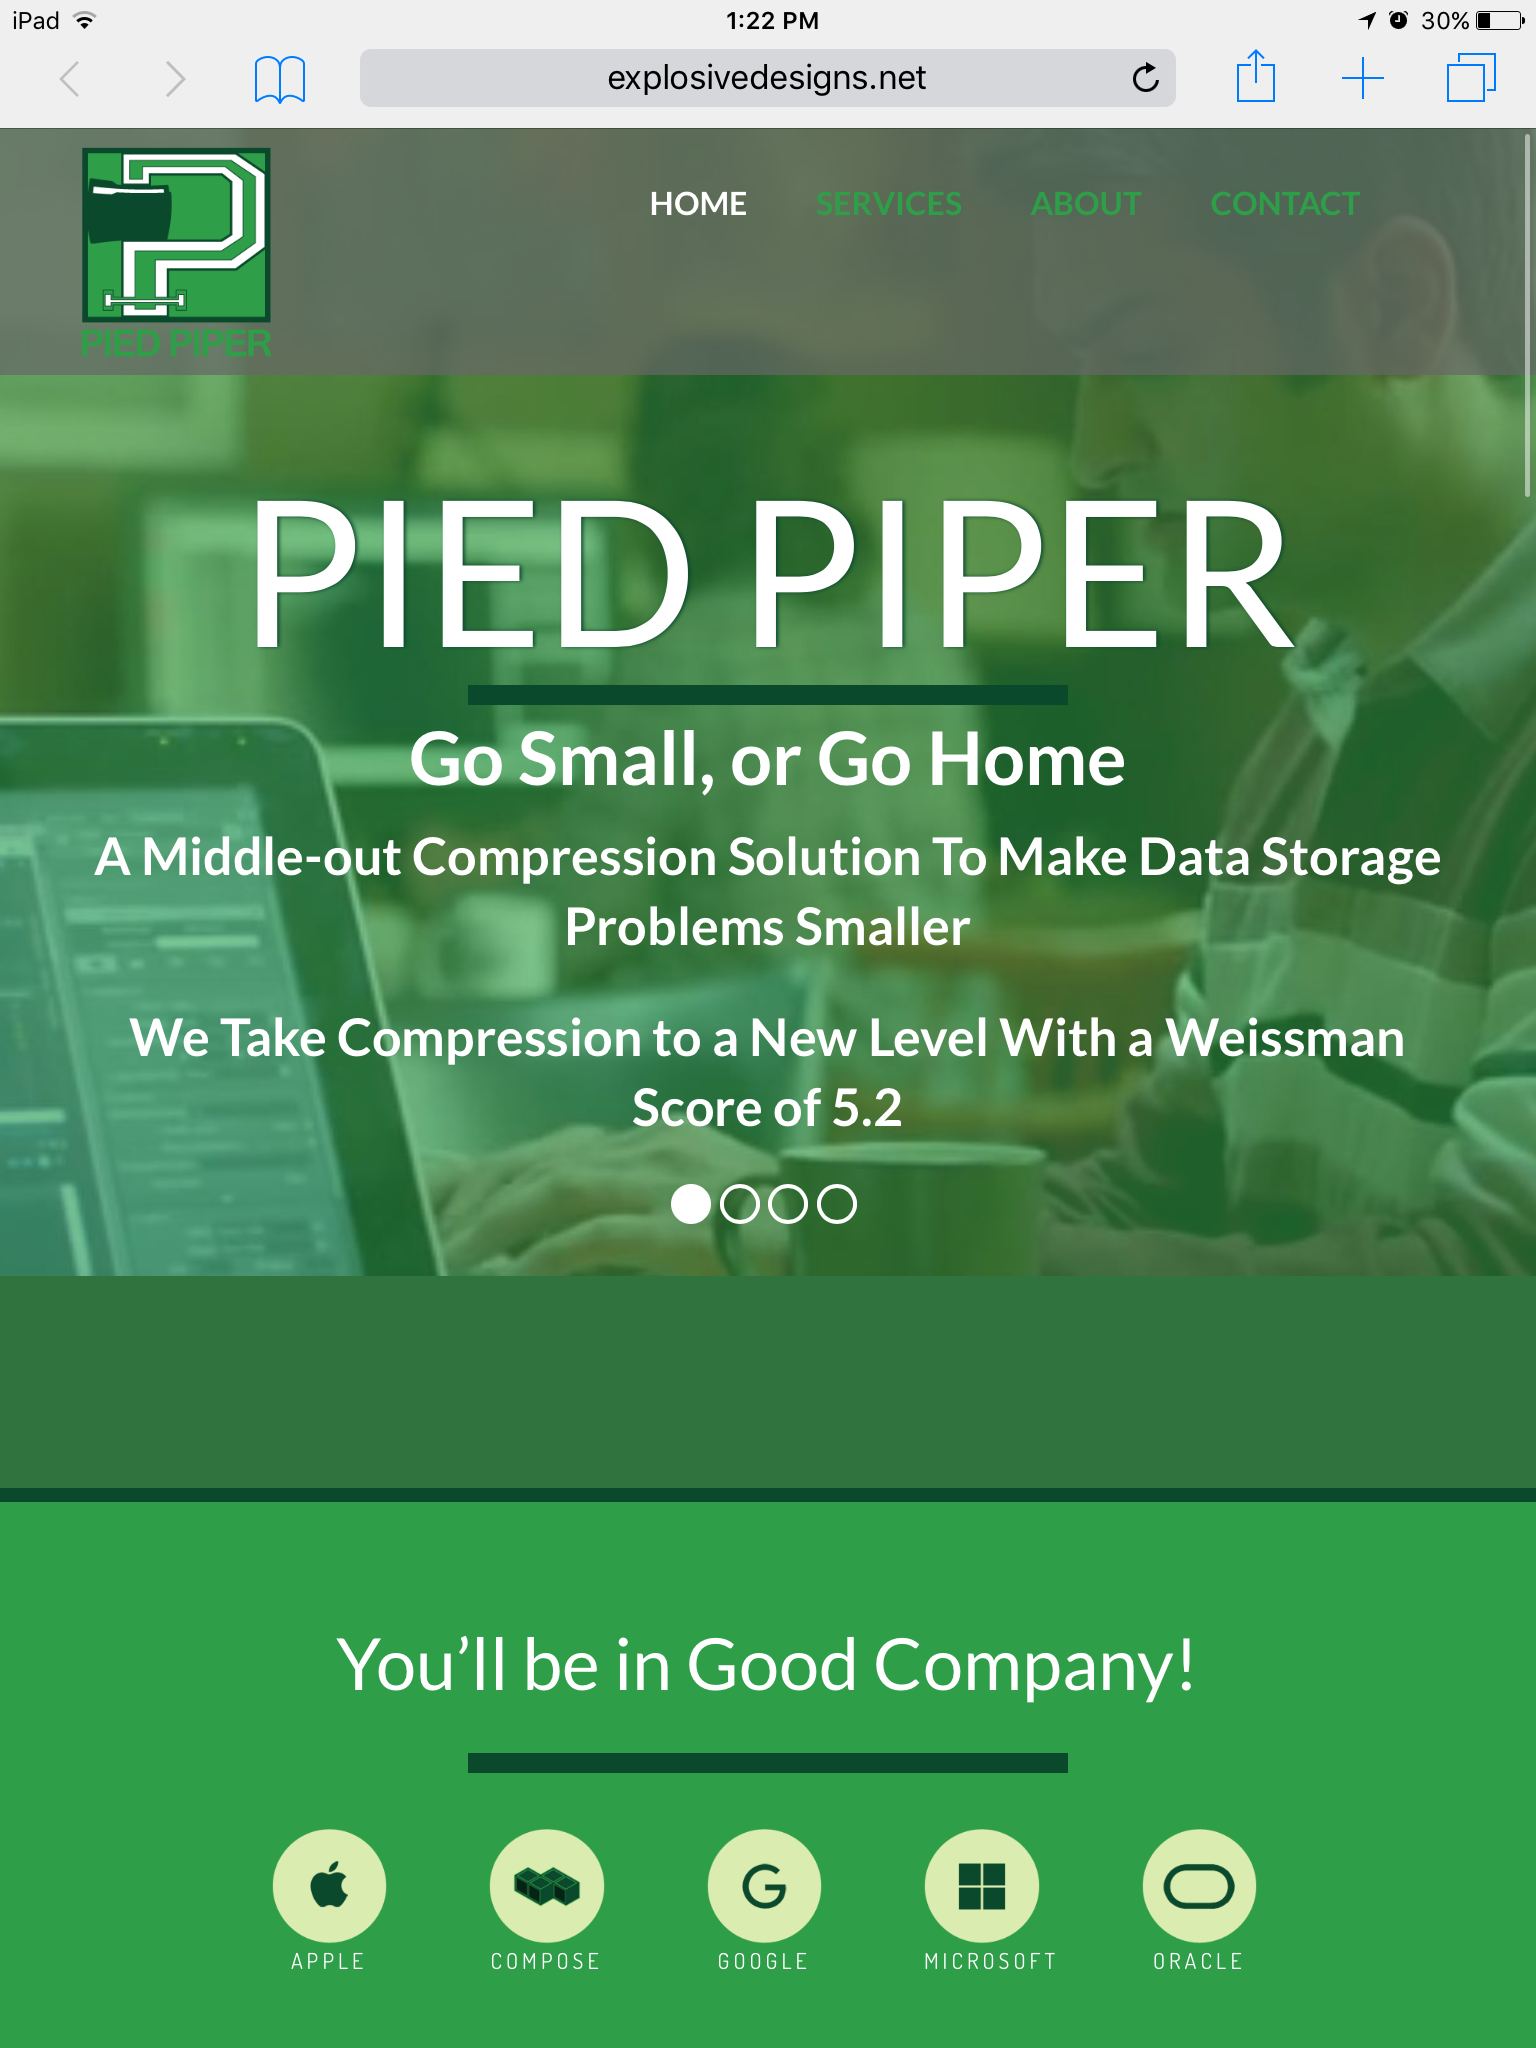 iPad 1:22 PM 30%
explosivedesigns.net
HOME SERVICES ABOUT CONTACT
PIED PIPER
PIED PIPER
Go Small, or Go Home
A Middle-out Compression Solution To Make Data Storage
Problems Smaller
We Take Compression to a New Level With a Weissman
Score of 5.2
You’ll be in Good Company!
APPLE COMPOSE GOOGLE MICROSOFT ORACLE